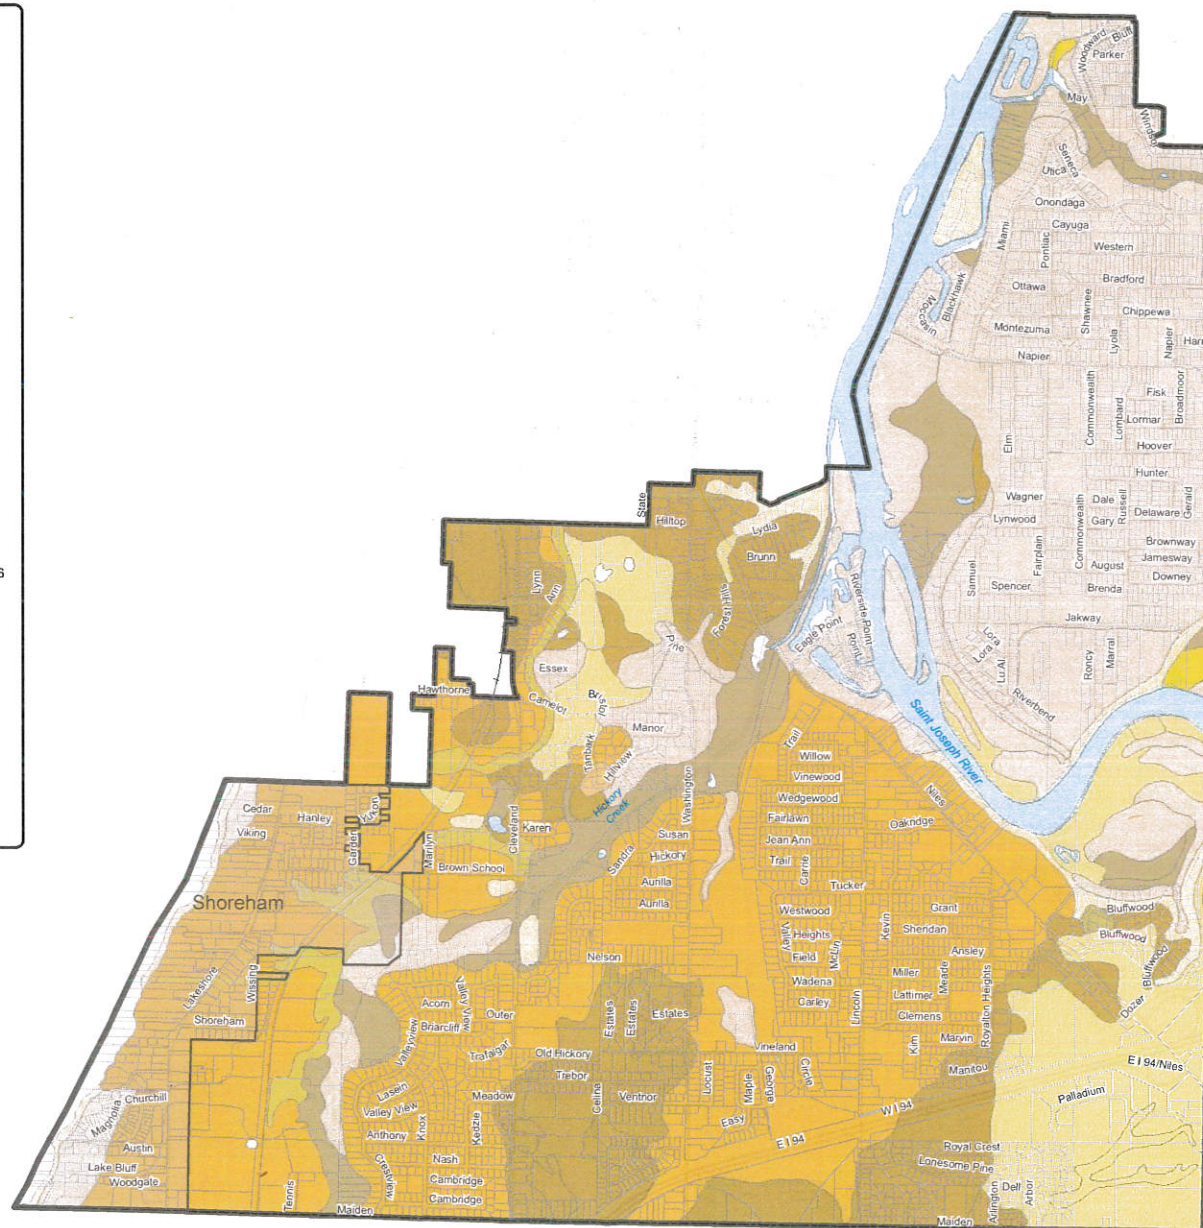 Woodward
Bluff
Parker
May
Windsor
Seneca
Utica
Onondaga
Cayuga
Miami
Pontiac
Western
Ottawa
Bradford
Blackhawk
Moccasin
Shawnee
Chippewa
Montezuma
Lyola
Napier
Harr
Napier
Fisk
Commonwealth
Lombard
Lormar
Broadmoor
Elm
Hoover
Hunter
Wagner
Dale
Russell
Gerald
Lynwood
Gary
Delaware
Commonwealth
Fairplain
Brownway
Jamesway
August
Downey
Samuel
Spencer
Brenda
Jakway
Lora
Lora
Lu Al
Roncy
Marral
Riverbend
State
Hilltop
Lydia
Brunn
Lynn
Ann
Forest Hills
Riverside Point
Eagle Point
Point
Pine
Essex
Hawthorne
Camelot
Bristol
Manor
Saint Joseph River
Tanbark
Hillview
Trail
Willow
Vinewood
Wedgewood
Niles
Washington
Hickory
Creek
Cedar
Hanley
Yukon
Viking
Garden
Marilyn
Cleveland
Karen
Fairlawn
Oakridge
Susan
Jean Ann
Sandra
Hickory
Trail
Carrie
Brown School
Aurilla
Tucker
Aurilla
Shoreham
Westwood
Kevin
Grant
Bluffwood
Valley
Heights
Sheridan
Bluffwood
Field
McLin
Ansley
Bluffwood
Nelson
Lakeshore
Wissing
Miller
Meade
Wadena
Valley View
Acorn
Outer
Estates
Estates
Estates
Carley
Lincoln
Lattimer
Royalton Heights
Dozer
Shoreham
Briarcliff
Clemens
Valleyview
Trafalgar
Old Hickory
Vineland
Kim
Marvin
E I 94/Niles
Trebor
Circle
Manitou
Lasein
Meadow
Celina
Ventnor
Locust
Maple
George
Palladium
Magnolia
Churchill
Valley View
Knox
Kedzie
W I 94
Anthony
Easy
E I 94
Austin
Crestview
Nash
Royal Crest
Lake Bluff
Cambridge
Lonesome Pine
Woodgate
Tennis
Cambridge
Arlington
Dell
Arbor
Maiden
Maiden